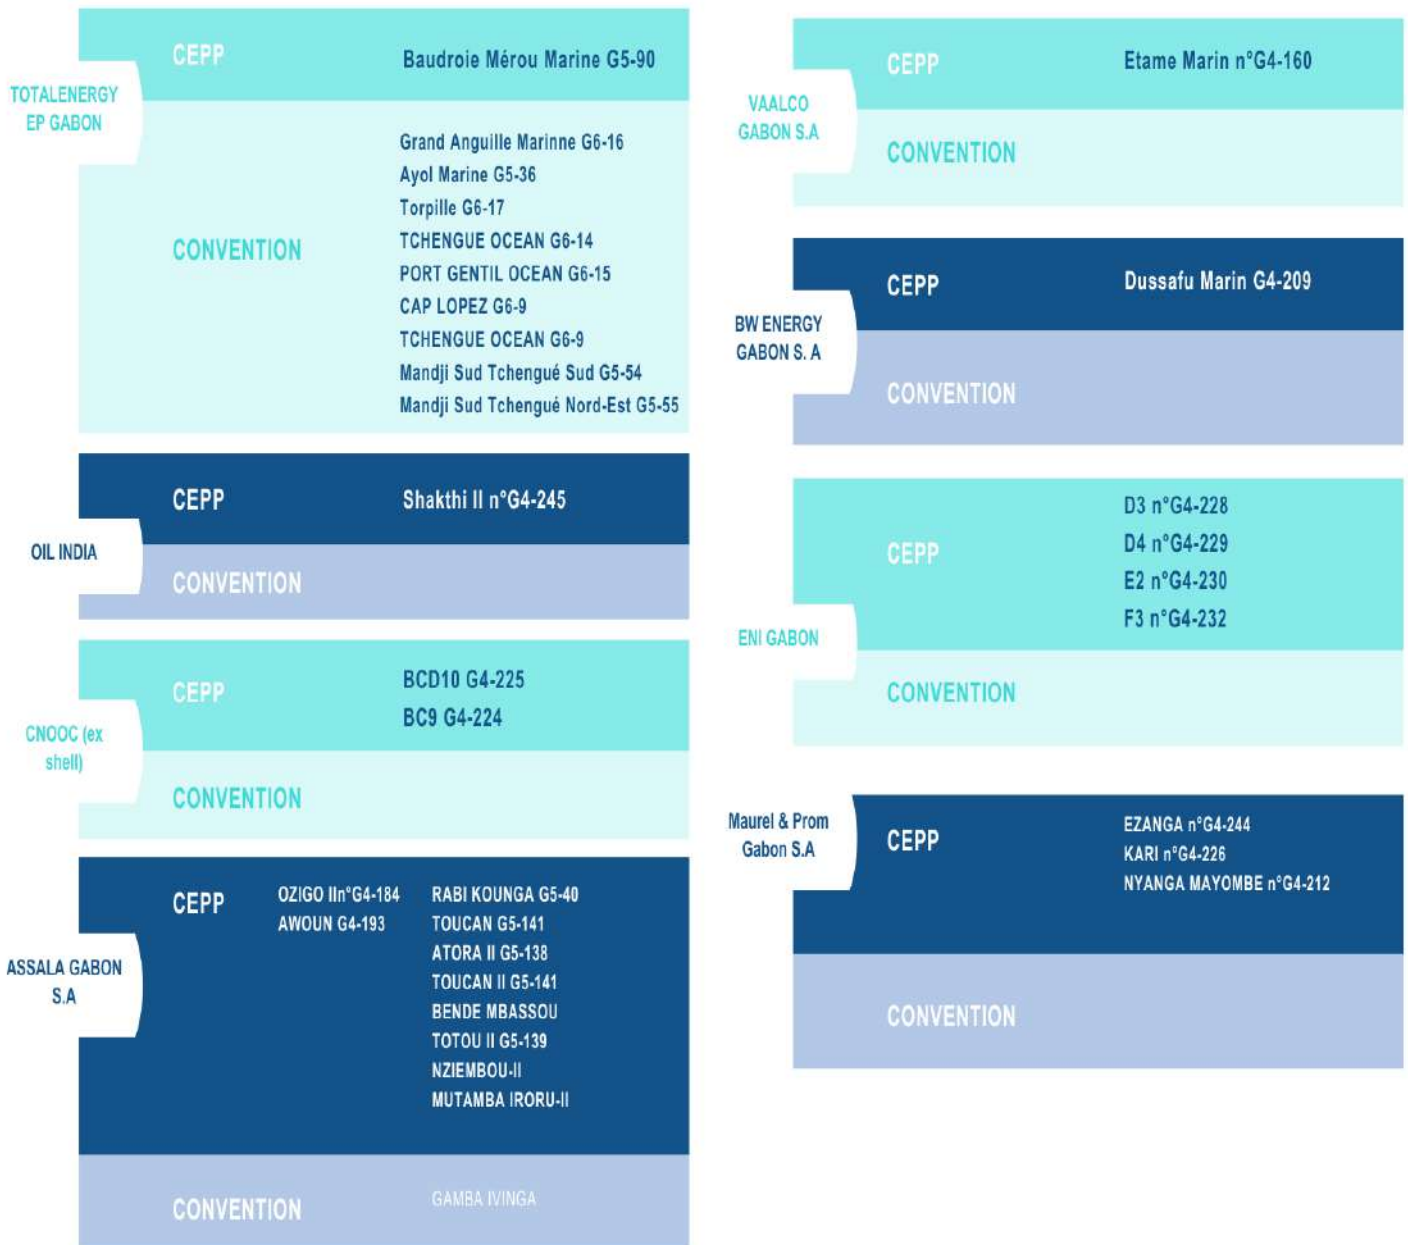 TOTALENERGY
EP GABON
CEPP
Baudroie Mérou Marine G5-90
CONVENTION
Grand Anguille Marinne G6-16
Ayol Marine G5-36
Torpille G6-17
TCHENGUE OCEAN G6-14
PORT GENTIL OCEAN G6-15
CAP LOPEZ G6-9
TCHENGUE OCEAN G6-9
Mandji Sud Tchengué Sud G5-54
Mandji Sud Tchengué Nord-Est G5-55
OIL INDIA
CEPP
Shakthi II n°G4-245
CONVENTION
CNOOC (ex
shell)
CEPP
BCD10 G4-225
BC9 G4-224
CONVENTION
ASSALA GABON
S.A
CEPP
OZIGO IIn°G4-184
AWOUN G4-193
RABI KOUNGA G5-40
TOUCAN G5-141
ATORA II G5-138
TOUCAN II G5-141
BENDE MBASSOU
TOTOU II G5-139
NZIEMBOU-II
MUTAMBA IRORU-II
CONVENTION
GAMBA IVINGA
VAALCO
GABON S.A
CEPP
Etame Marin n°G4-160
CONVENTION
BW ENERGY
GABON S. A
CEPP
Dussafu Marin G4-209
CONVENTION
ENI GABON
CEPP
D3 n°G4-228
D4 n°G4-229
E2 n°G4-230
F3 n°G4-232
CONVENTION
Maurel & Prom
Gabon S.A
CEPP
EZANGA n°G4-244
KARI n°G4-226
NYANGA MAYOMBE n°G4-212
CONVENTION